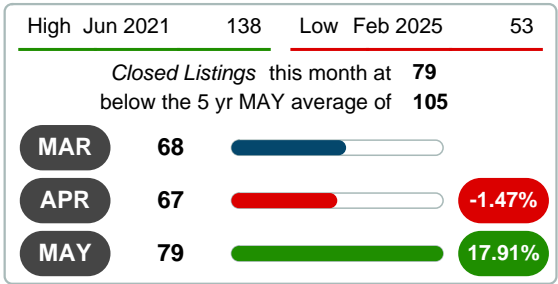 High Jun 2021 138 Low Feb 2025 53
Closed Listings this month at 79
below the 5 yr MAY average of 105
MAR 68
APR 67 -1.47%
MAY 79 17.91%